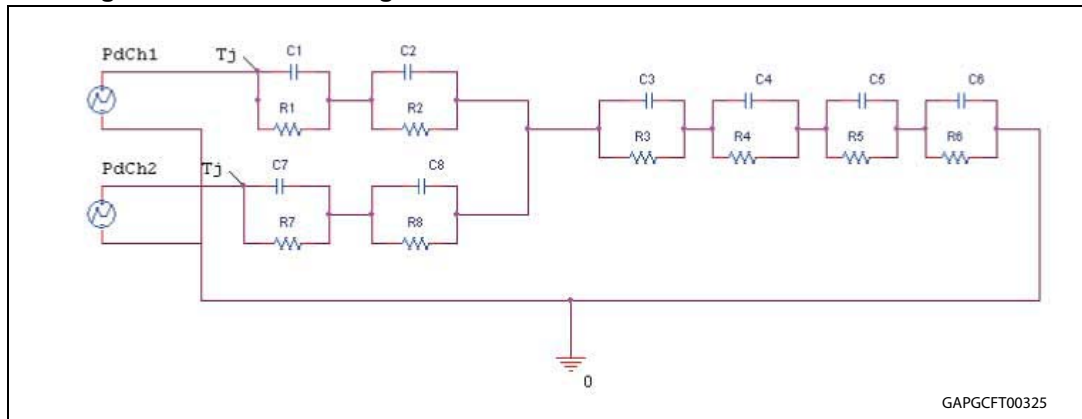 PdCh1
Tj
C1
C2
R1
R2
C3
C4
C5
C6
R3
R4
R5
R6
PdCh2
Tj
C7
C8
R7
R8
0
GAPGCFT00325